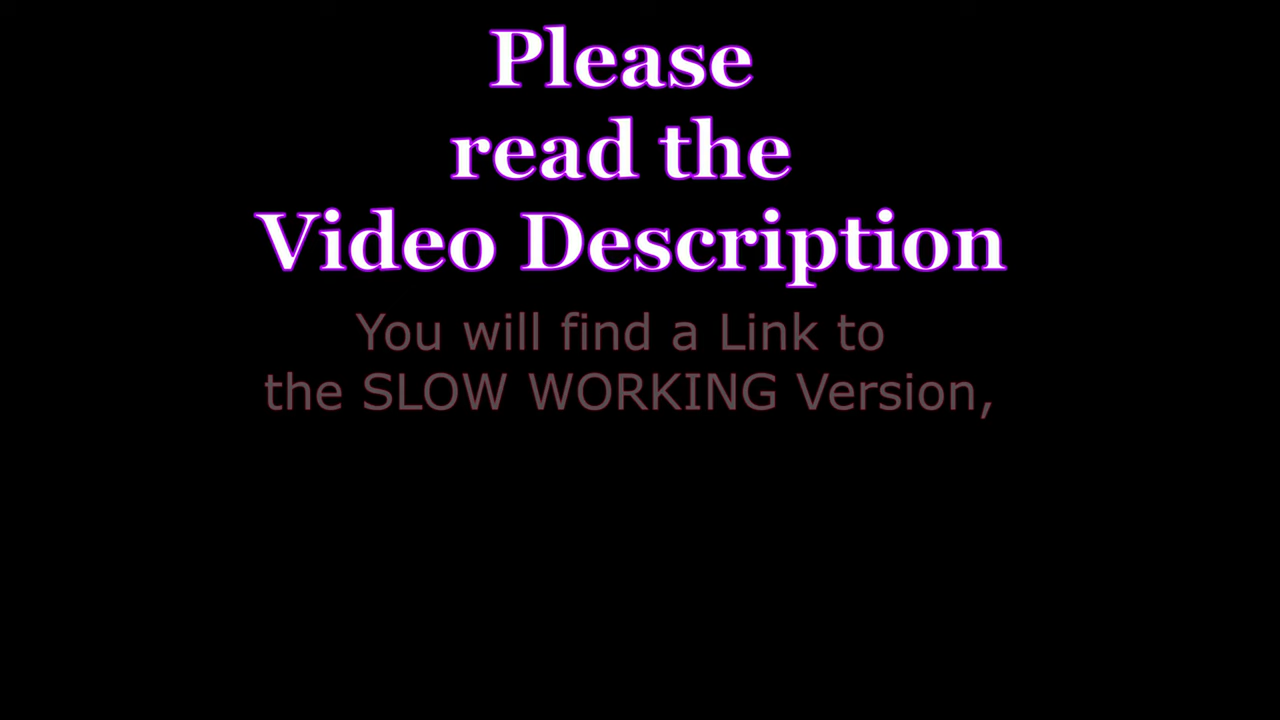 Please
read the
Video Description
You will find a Link to
the SLOW WORKING Version,